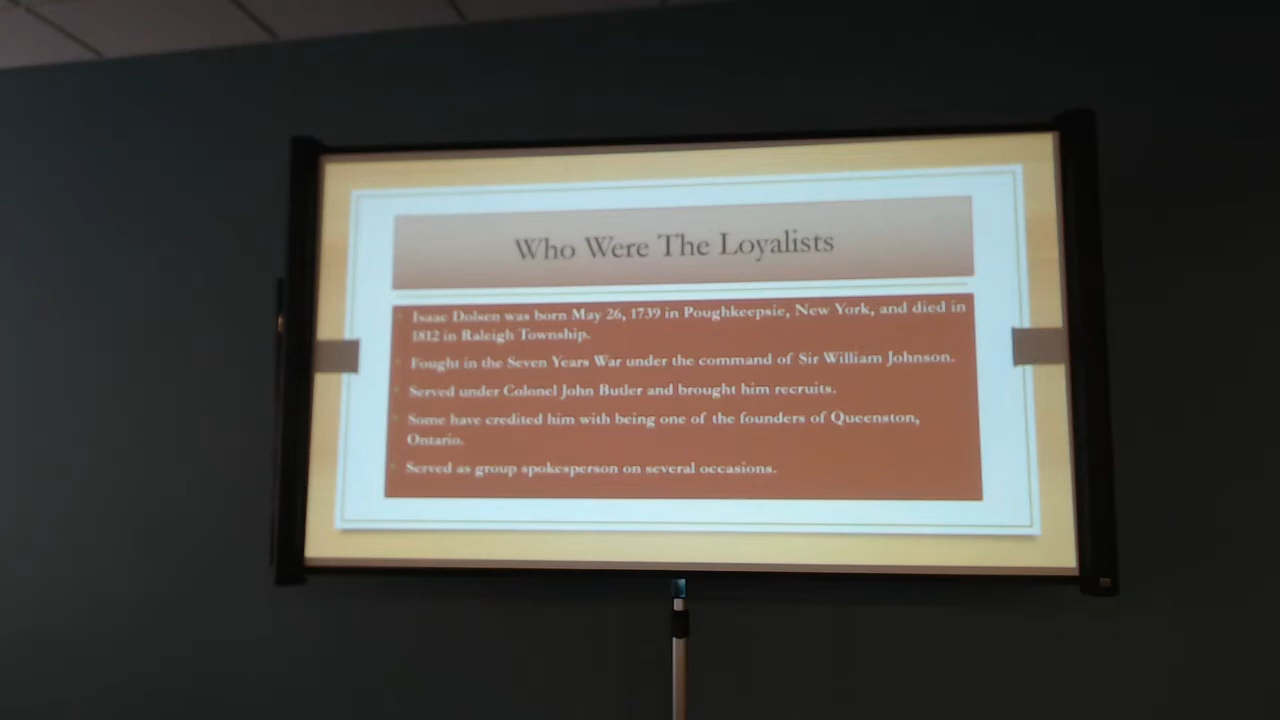 Who Were The Loyalists
Isaac Dolsen was born May 26, 1739 in Poughkeepsie, New York, and died in
1812 in Raleigh Township.
Fought in the Seven Years War under the command of Sir William Johnson.
Served under Colonel John Butler and brought him recruits.
Some have credited him with being one of the founders of Queenston,
Ontario.
Served as group spokesperson on several occasions.